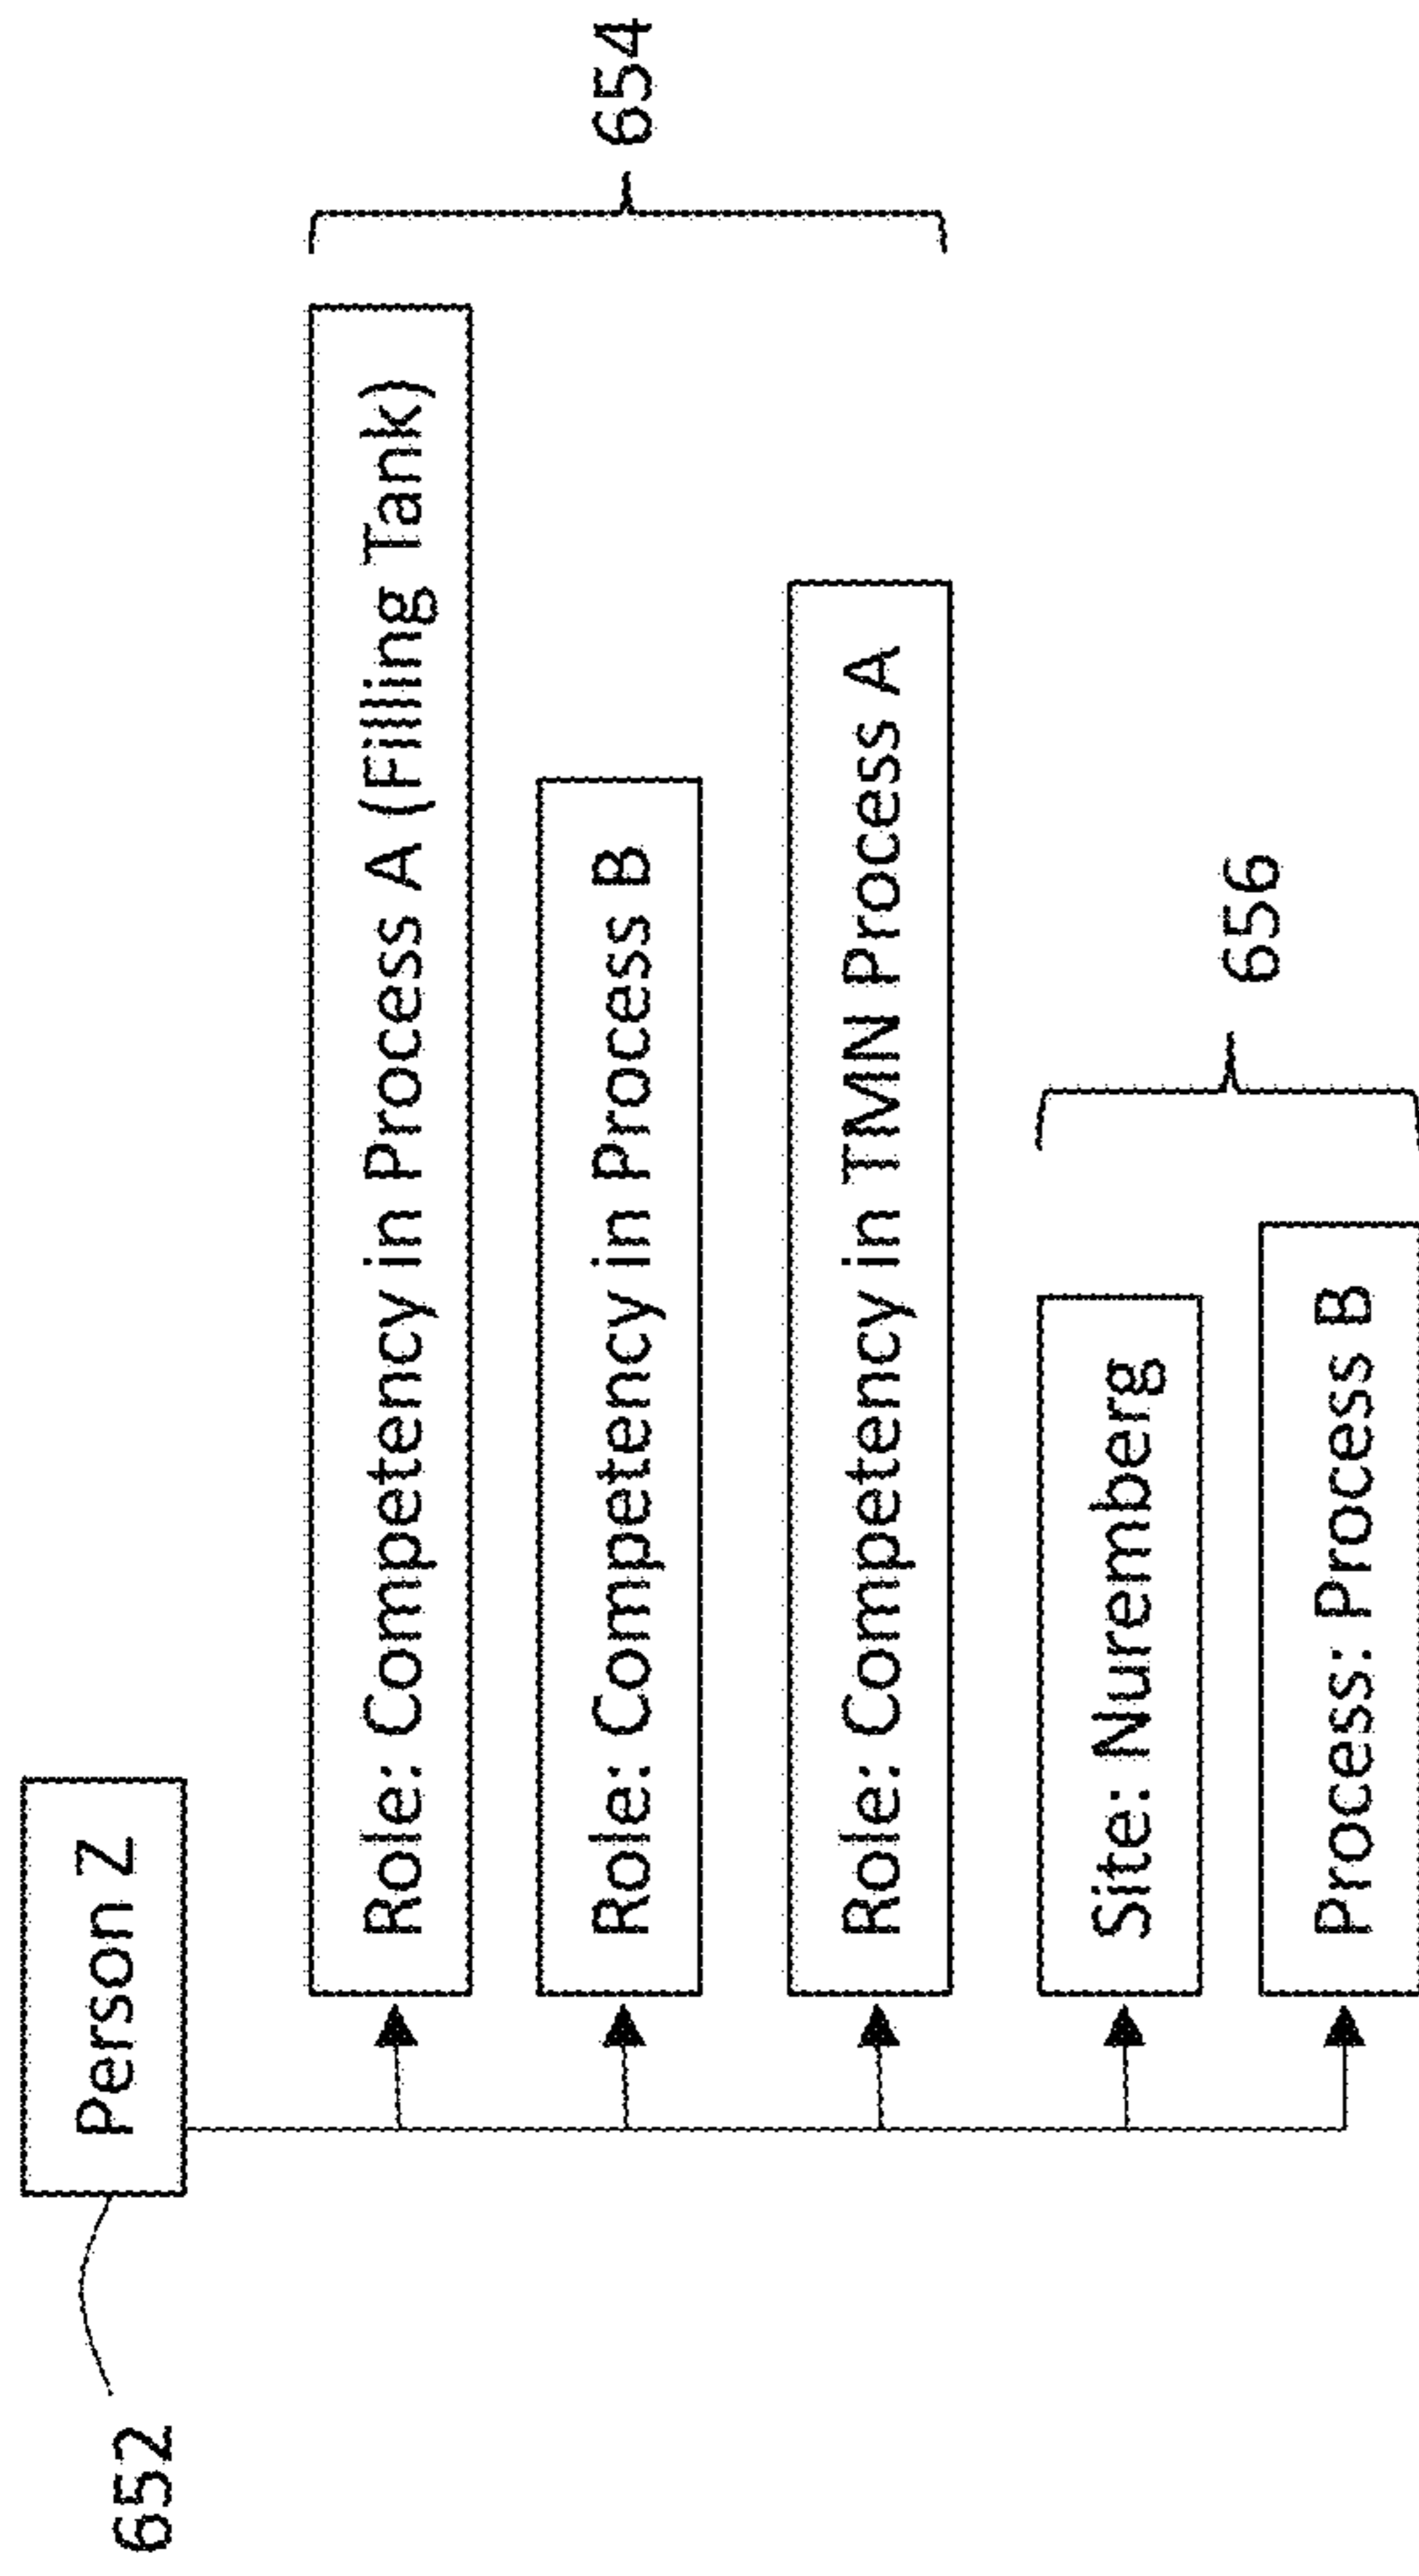 652
Person Z
Role: Competency in Process A (Filling Tank)
Role: Competency in Process B
654
Role: Competency in TMN Process A
Site: Nuremberg
656
Process: Process B